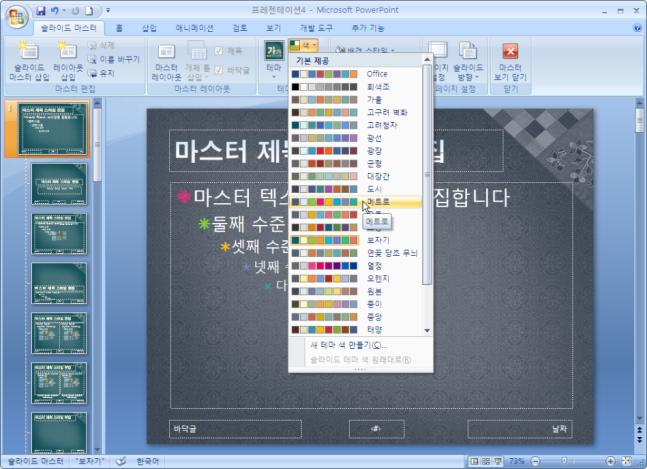 프레젠테이션4 - Microsoft PowerPoint
슬라이드 마스터 홈 삽입 애니메이션 검토 보기 개발 도구 추가 기능
슬라이드 마스터 삽입
레이아웃 삽입
삭제
이름 바꾸기
유지
마스터 편집
마스터 레이아웃
개체 틀 삽입
제목
바닥글
마스터 레이아웃
테마
색
배경 스타일
슬라이드 방향
페이지 설정
마스터 보기 닫기
닫기
기본 제공
Office
회색조
가을
고구려 벽화
고려청자
광선
광장
균형
대장간
도시
메트로
메트로
보자기
연꽃 당초 무늬
열정
오렌지
원본
종이
중앙
태양
새 테마 색 만들기(C)...
슬라이드 테마 색 원래대로(R)
1
마스터 제목 스타일 편집
마스터 제목
집
마스터 텍스
집합니다
둘째 수준
셋째 수준
넷째
다
바닥글
‹#›
날짜
슬라이드 마스터 "보자기" 한국어
73%